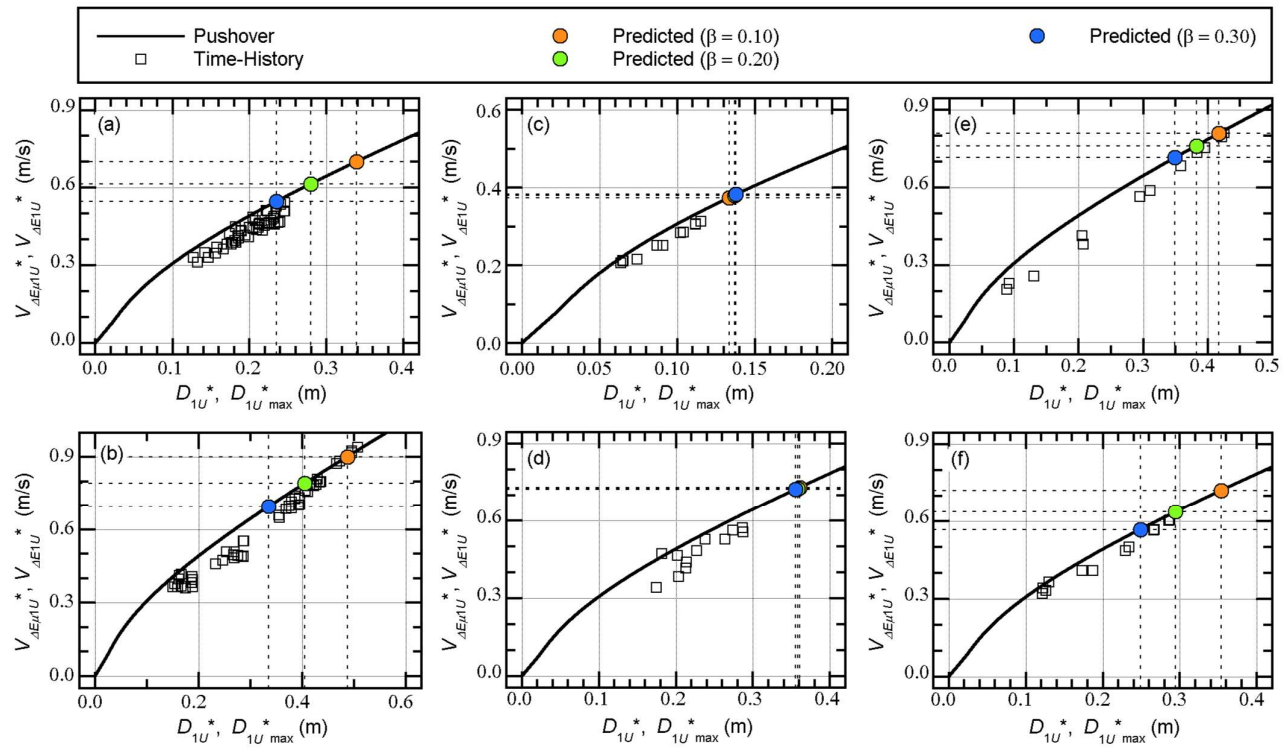 Pushover
Time-History
Predicted (β = 0.10)
Predicted (β = 0.20)
Predicted (β = 0.30)
(a)
0.9
0.6
0.3
0.0
V_ΔEμ1U*, V_ΔE1U* (m/s)
0.0 0.1 0.2 0.3 0.4
D_1U*, D_1U*max (m)
(c)
0.6
0.4
0.2
0.0
V_ΔEμ1U*, V_ΔE1U* (m/s)
0.00 0.05 0.10 0.15 0.20
D_1U*, D_1U*max (m)
(e)
0.9
0.6
0.3
0.0
V_ΔEμ1U*, V_ΔE1U* (m/s)
0.0 0.1 0.2 0.3 0.4 0.5
D_1U*, D_1U*max (m)
(b)
0.9
0.6
0.3
0.0
V_ΔEμ1U*, V_ΔE1U* (m/s)
0.0 0.2 0.4 0.6
D_1U*, D_1U*max (m)
(d)
0.9
0.6
0.3
0.0
V_ΔEμ1U*, V_ΔE1U* (m/s)
0.0 0.1 0.2 0.3 0.4
D_1U*, D_1U*max (m)
(f)
0.9
0.6
0.3
0.0
V_ΔEμ1U*, V_ΔE1U* (m/s)
0.0 0.1 0.2 0.3 0.4
D_1U*, D_1U*max (m)